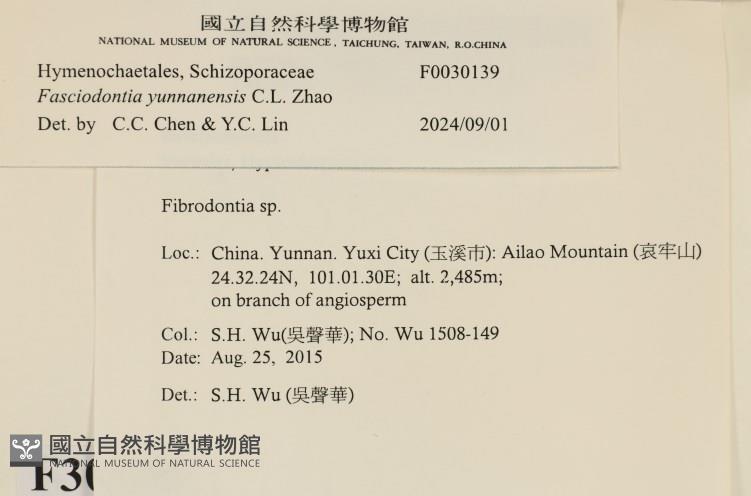 國立自然科學博物館
NATIONAL MUSEUM OF NATURAL SCIENCE, TAICHUNG, TAIWAN, R.O.CHINA
Hymenochaetales, Schizoporaceae F0030139
Fasciodontia yunnanensis C.L. Zhao
Det. by C.C. Chen & Y.C. Lin 2024/09/01
Fibrodontia sp.
Loc.: China. Yunnan. Yuxi City (玉溪市): Ailao Mountain (哀牢山)
24.32.24N, 101.01.30E; alt. 2,485m;
on branch of angiosperm
Col.: S.H. Wu(吳聲華); No. Wu 1508-149
Date: Aug. 25, 2015
Det.: S.H. Wu (吳聲華)
國立自然科學博物館
NATIONAL MUSEUM OF NATURAL SCIENCE
F30